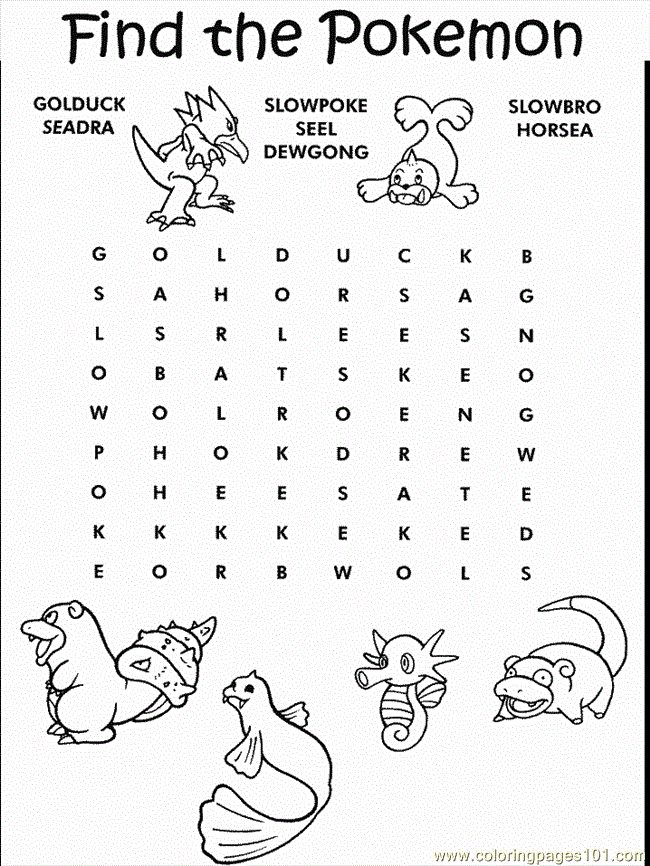 Find the Pokemon
GOLDUCK
SEADRA
SLOWPOKE
SEEL
DEWGONG
SLOWBRO
HORSEA
G O L D U C K B
S A H O R S A G
L S R L E E S N
O B A T S K E O
W O L R O E N G
P H O K D R E W
O H E E S A T E
K K K K E K E D
E O R B W O L S
www.coloringpages101.com